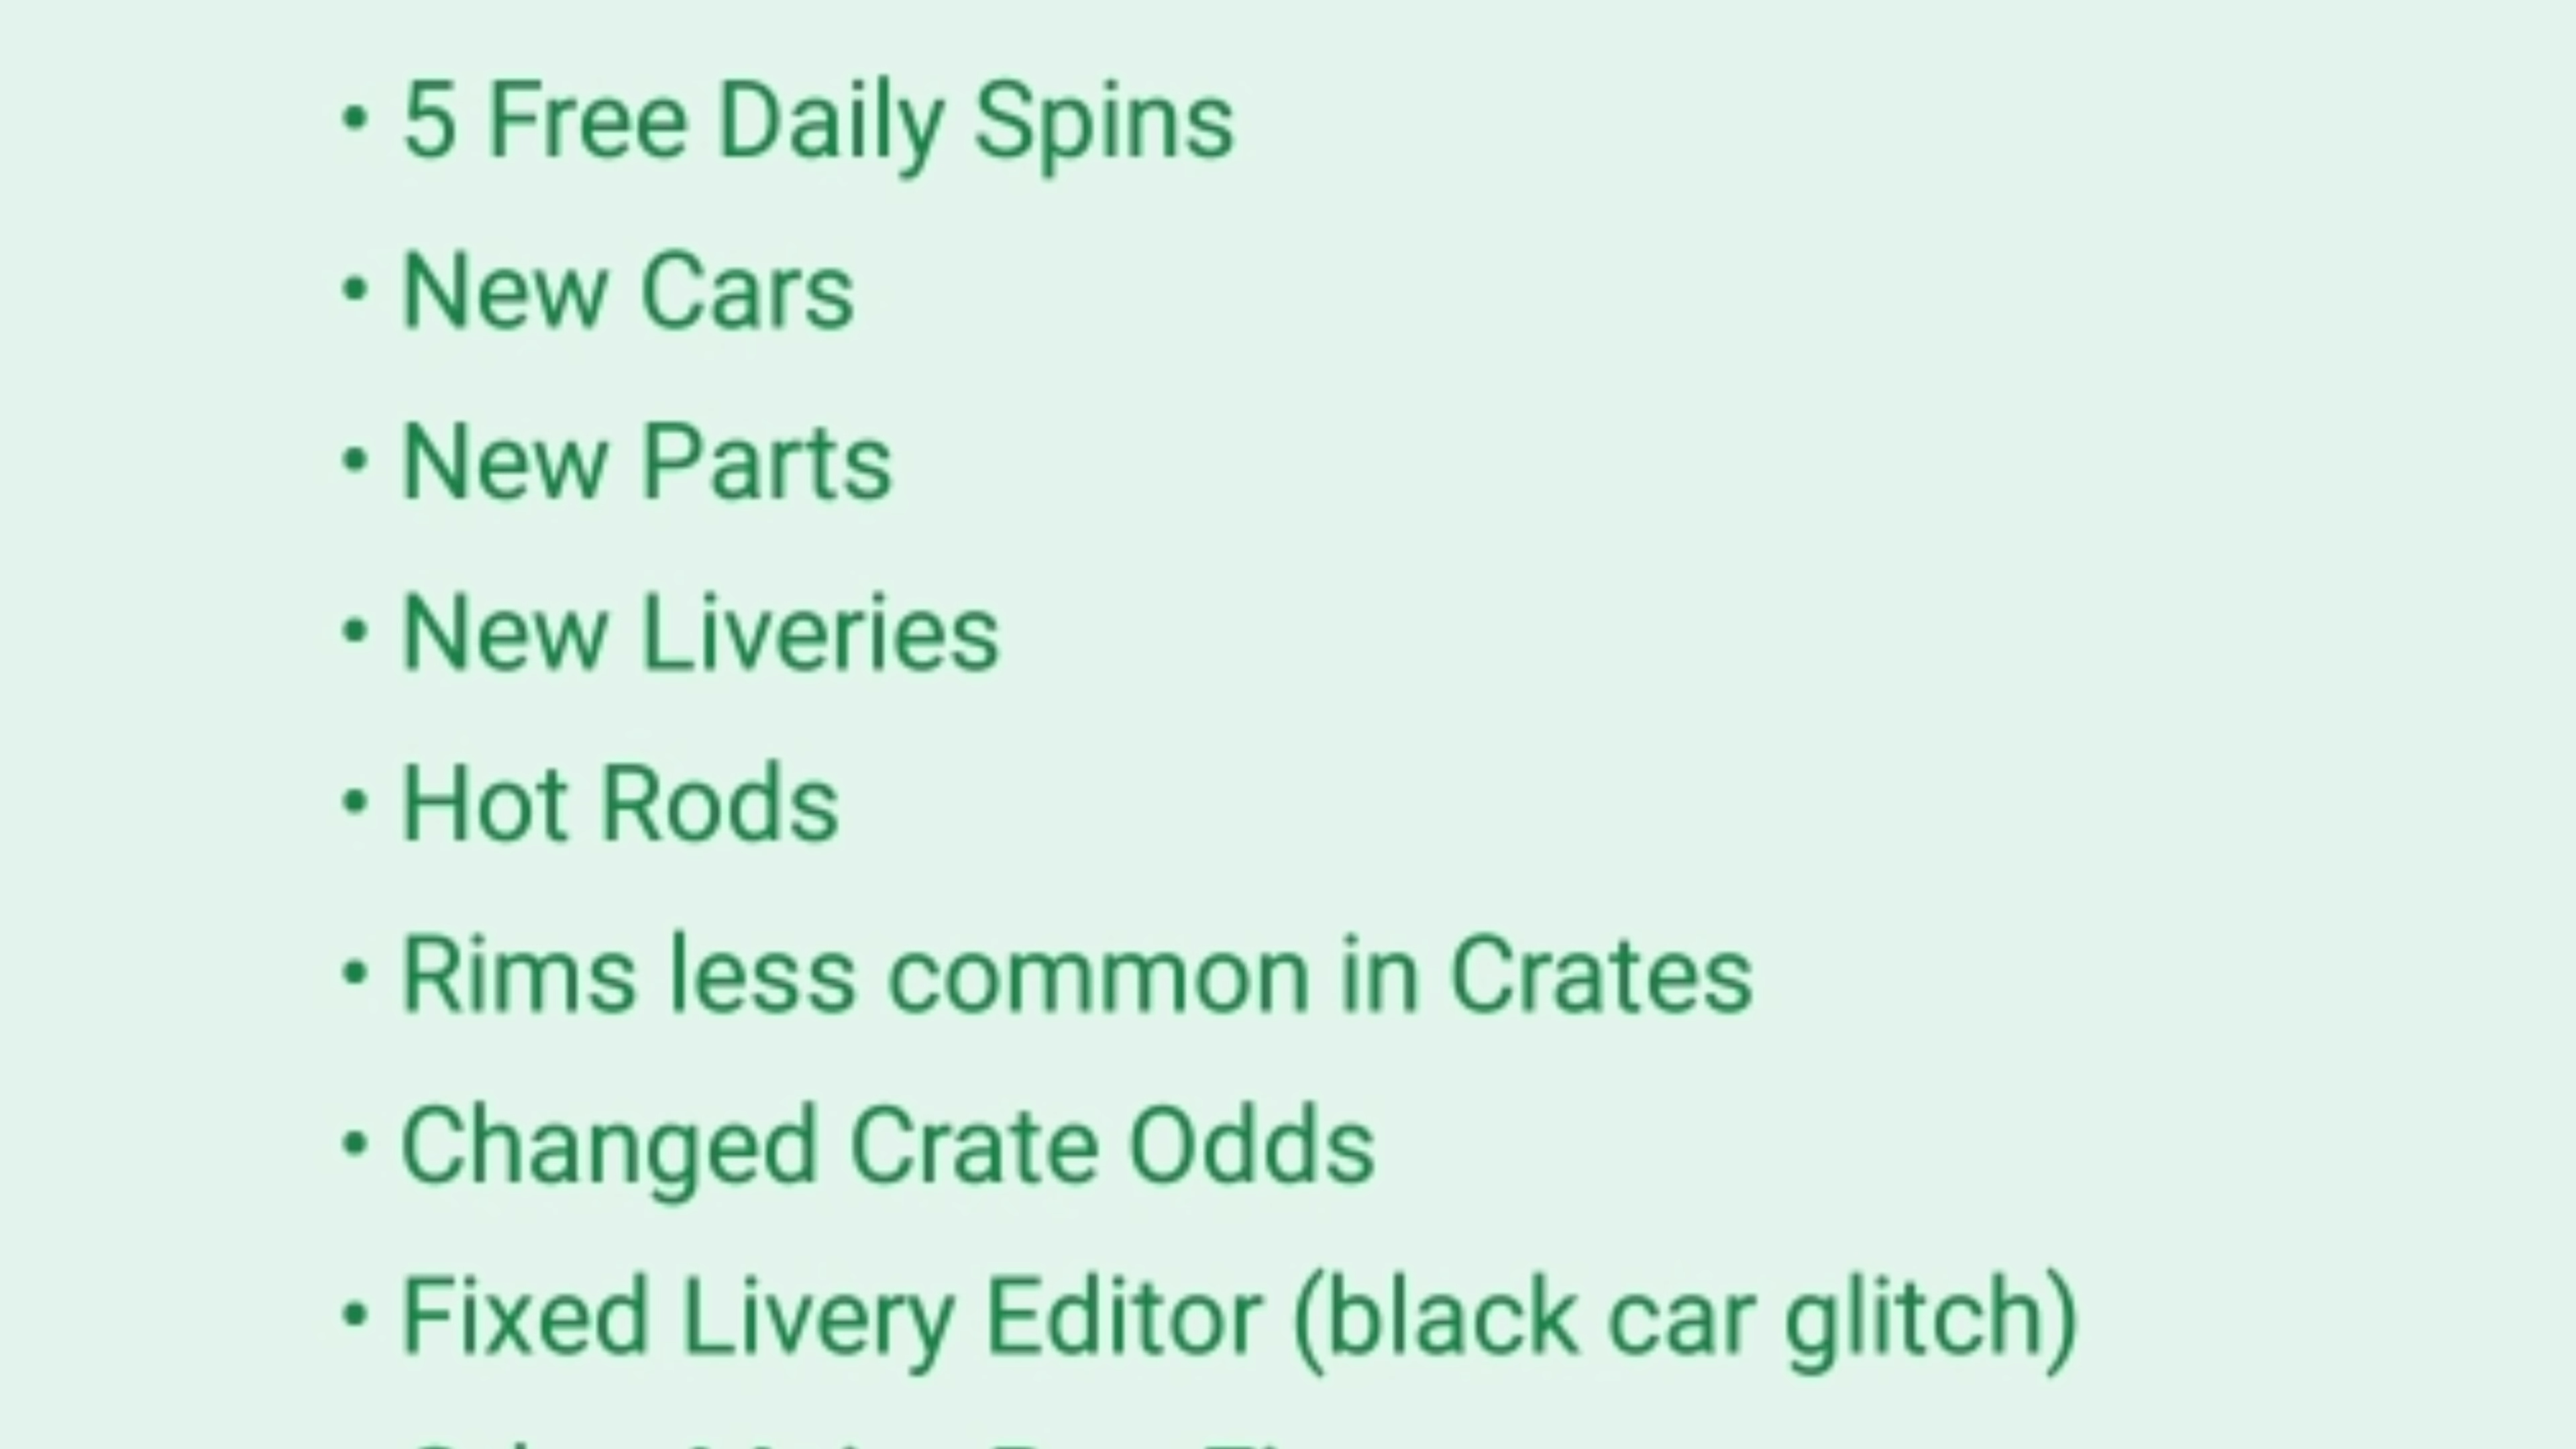 • 5 Free Daily Spins
• New Cars
• New Parts
• New Liveries
• Hot Rods
• Rims less common in Crates
• Changed Crate Odds
• Fixed Livery Editor (black car glitch)